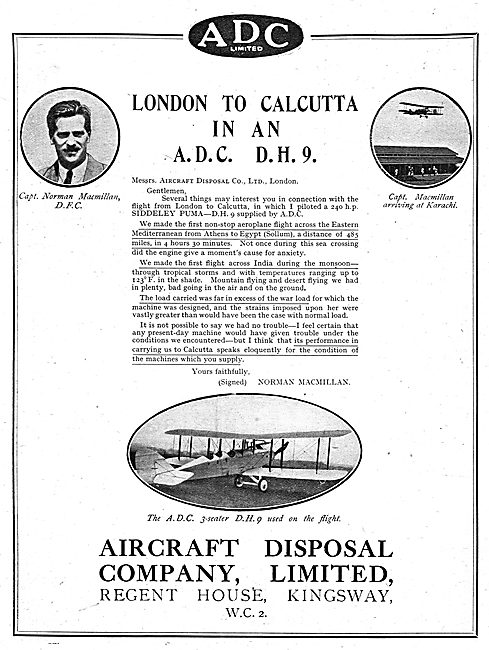 ADC
LIMITED
LONDON TO CALCUTTA
IN AN
A.D.C. D.H. 9.
Capt. Norman Macmillan,
D.F.C.
Capt. Macmillan
arriving at Karachi.
Messrs. AIRCRAFT DISPOSAL CO., LTD., London.
Gentlemen,
Several things may interest you in connection with the
flight from London to Calcutta, in which I piloted a 240 h.p.
SIDDELEY PUMA—D.H. 9 supplied by A.D.C.
We made the first non-stop aeroplane flight across the Eastern
Mediterranean from Athens to Egypt (Sollum), a distance of 485
miles, in 4 hours 30 minutes. Not once during this sea crossing
did the engine give a moment's cause for anxiety.
We made the first flight across India during the monsoon—
through tropical storms and with temperatures ranging up to
123°F. in the shade. Mountain flying and desert flying we had
in plenty, bad going in the air and on the ground.
The load carried was far in excess of the war load for which the
machine was designed, and the strains imposed upon her were
vastly greater than would have been the case with normal load.
It is not possible to say we had no trouble—I feel certain that
any present-day machine would have given trouble under the
conditions we encountered—but I think that its performance in
carrying us to Calcutta speaks eloquently for the condition of
the machines which you supply.
Yours faithfully,
(Signed) NORMAN MACMILLAN.
The A.D.C. 3-seater D.H. 9 used on the flight.
AIRCRAFT DISPOSAL
COMPANY, LIMITED,
REGENT HOUSE, KINGSWAY,
W.C. 2.